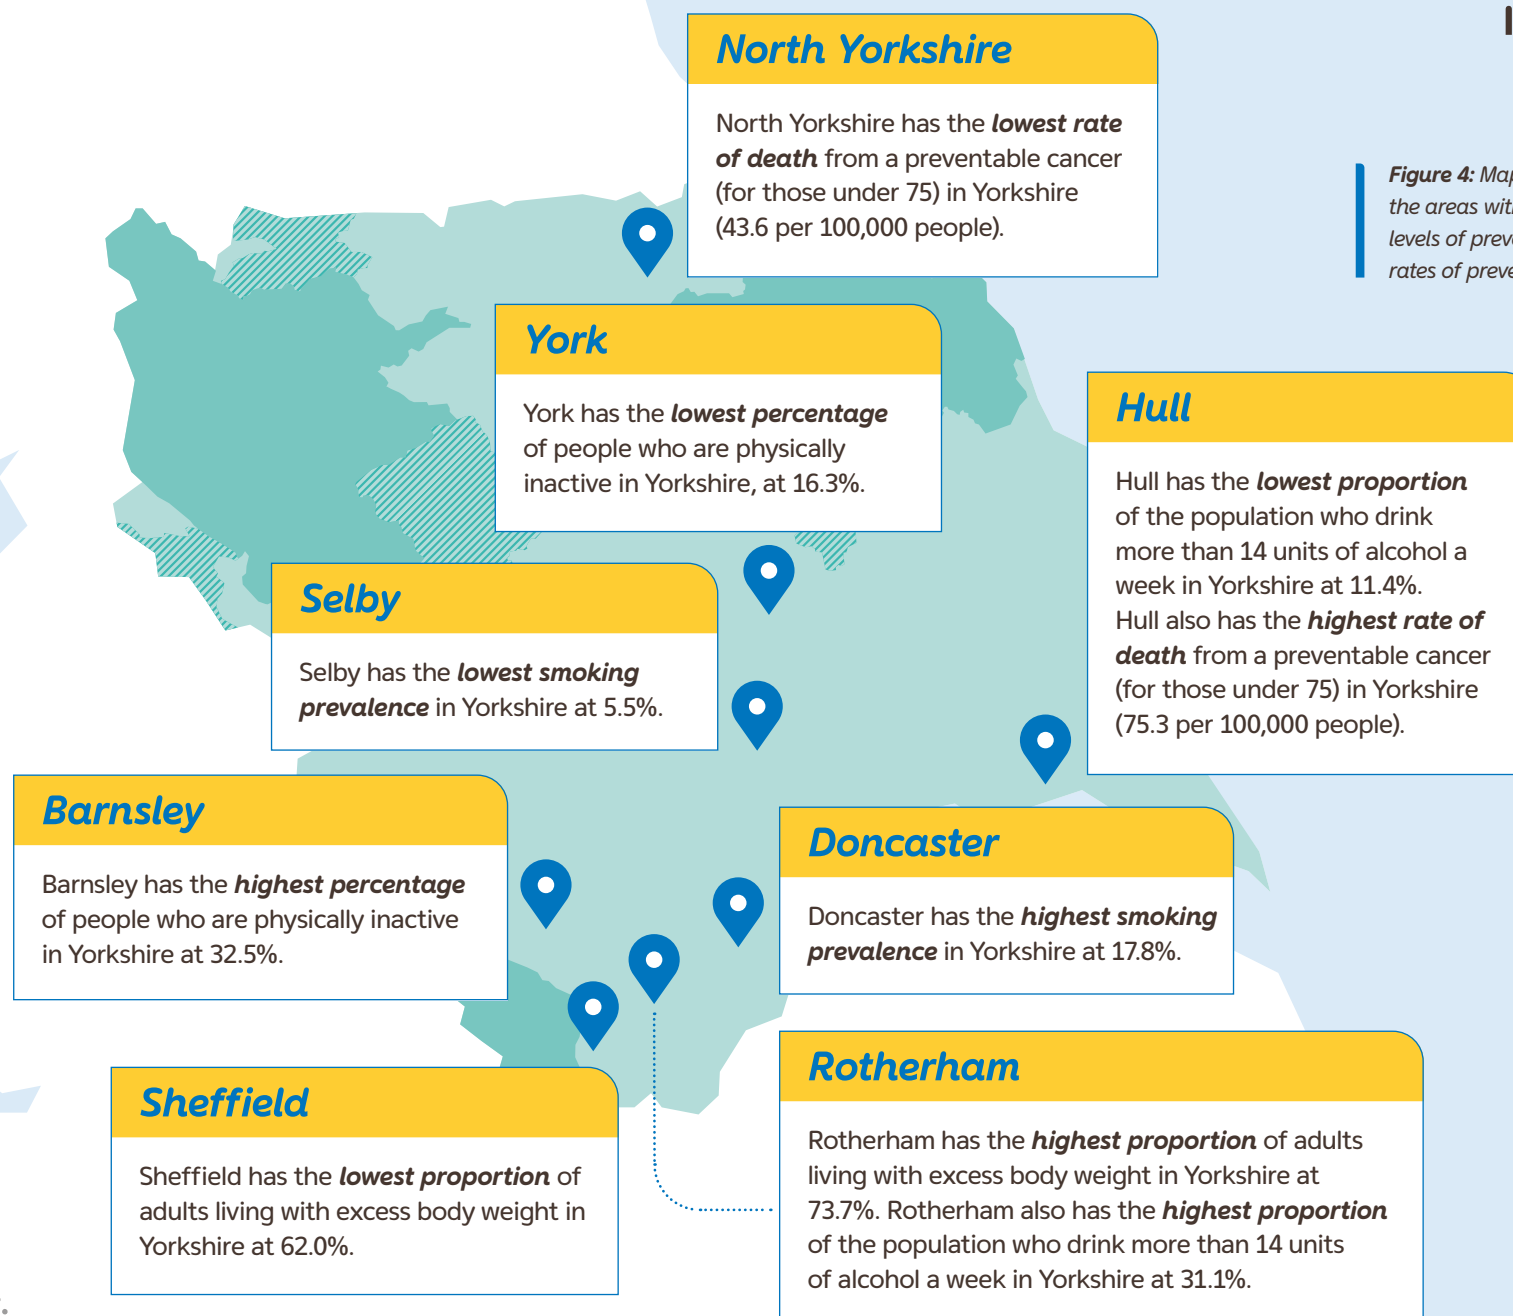 North Yorkshire
North Yorkshire has the lowest rate
of death from a preventable cancer
(for those under 75) in Yorkshire
(43.6 per 100,000 people).
Figure 4:
the areas
levels of
rates of
York
York has the lowest percentage
of people who are physically
inactive in Yorkshire, at 16.3%.
Hull
Hull has the lowest proportion
of the population who drink
more than 14 units of alcohol a
week in Yorkshire at 11.4%.
Hull also has the highest rate of
death from a preventable cancer
(for those under 75) in Yorkshire
(75.3 per 100,000 people).
Selby
Selby has the lowest smoking
prevalence in Yorkshire at 5.5%.
Barnsley
Barnsley has the highest percentage
of people who are physically inactive
in Yorkshire at 32.5%.
Doncaster
Doncaster has the highest smoking
prevalence in Yorkshire at 17.8%.
Sheffield
Sheffield has the lowest proportion of
adults living with excess body weight in
Yorkshire at 62.0%.
Rotherham
Rotherham has the highest proportion of adults
living with excess body weight in Yorkshire at
73.7%. Rotherham also has the highest proportion
of the population who drink more than 14 units
of alcohol a week in Yorkshire at 31.1%.